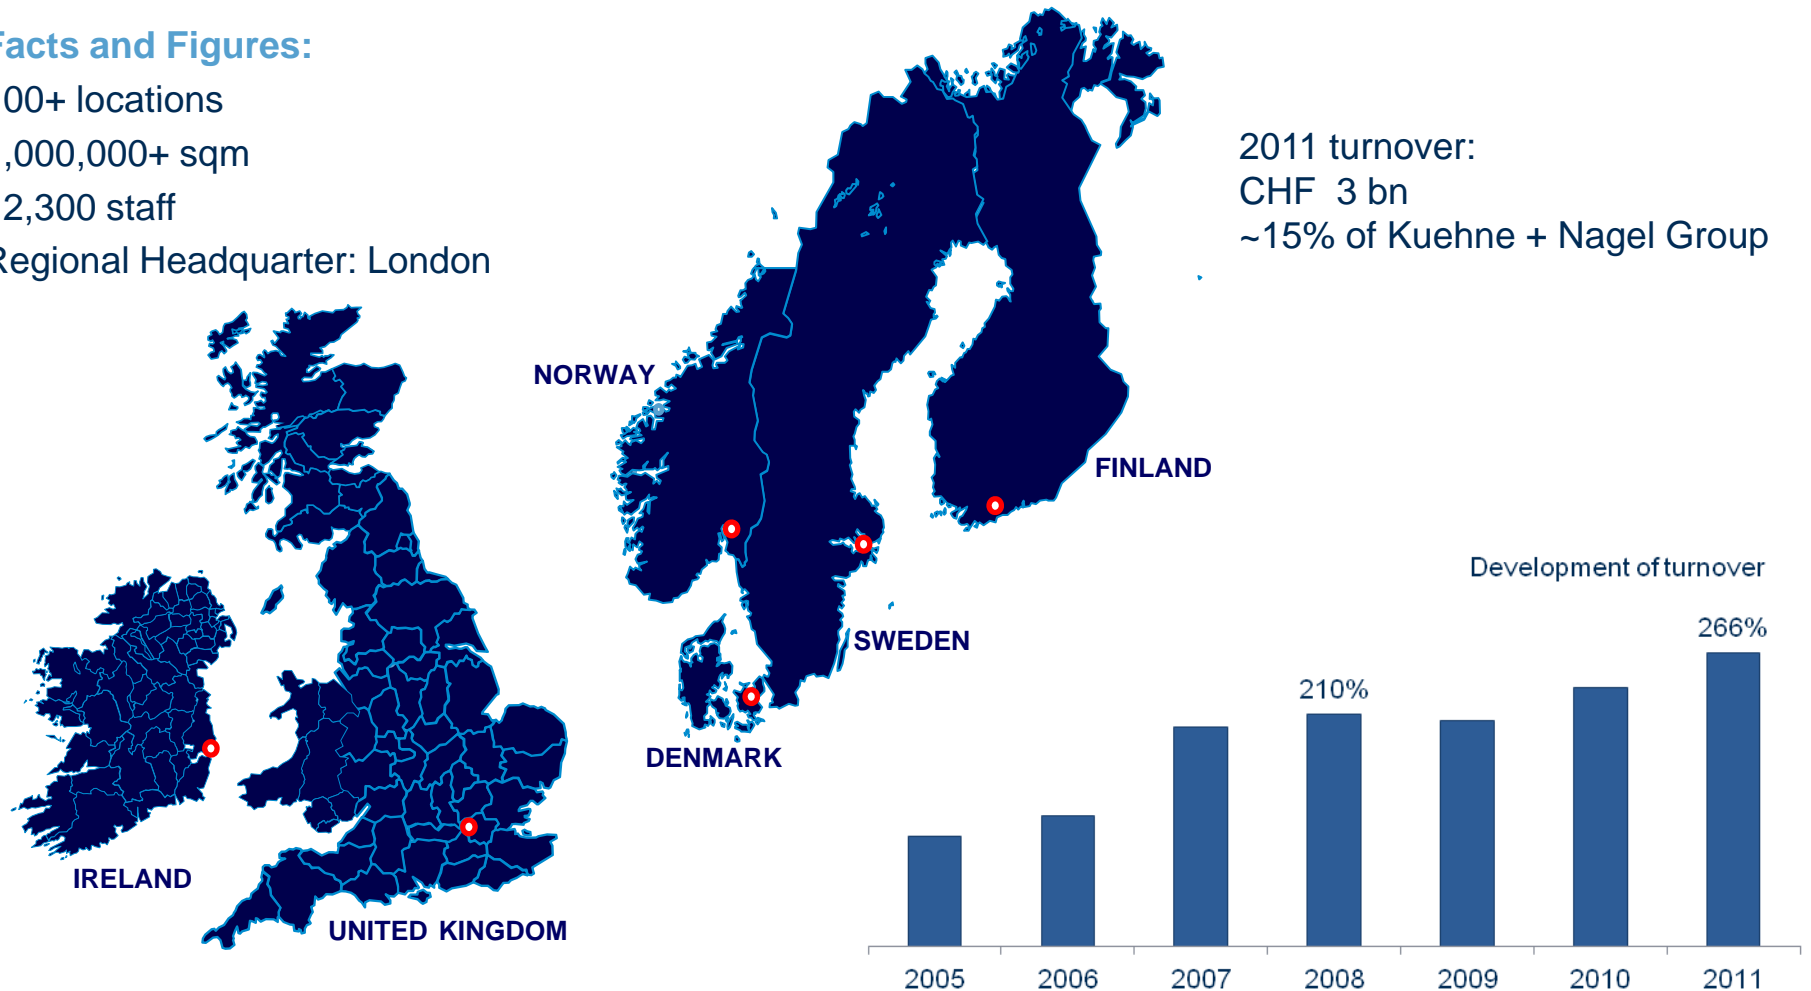 Facts and Figures:
00+ locations
,000,000+ sqm
2,300 staff
Regional Headquarter: London
2011 turnover:
CHF 3 bn
~15% of Kuehne + Nagel Group
NORWAY
FINLAND
SWEDEN
DENMARK
IRELAND
UNITED KINGDOM
Development of turnover
266%
210%
2005 2006 2007 2008 2009 2010 2011